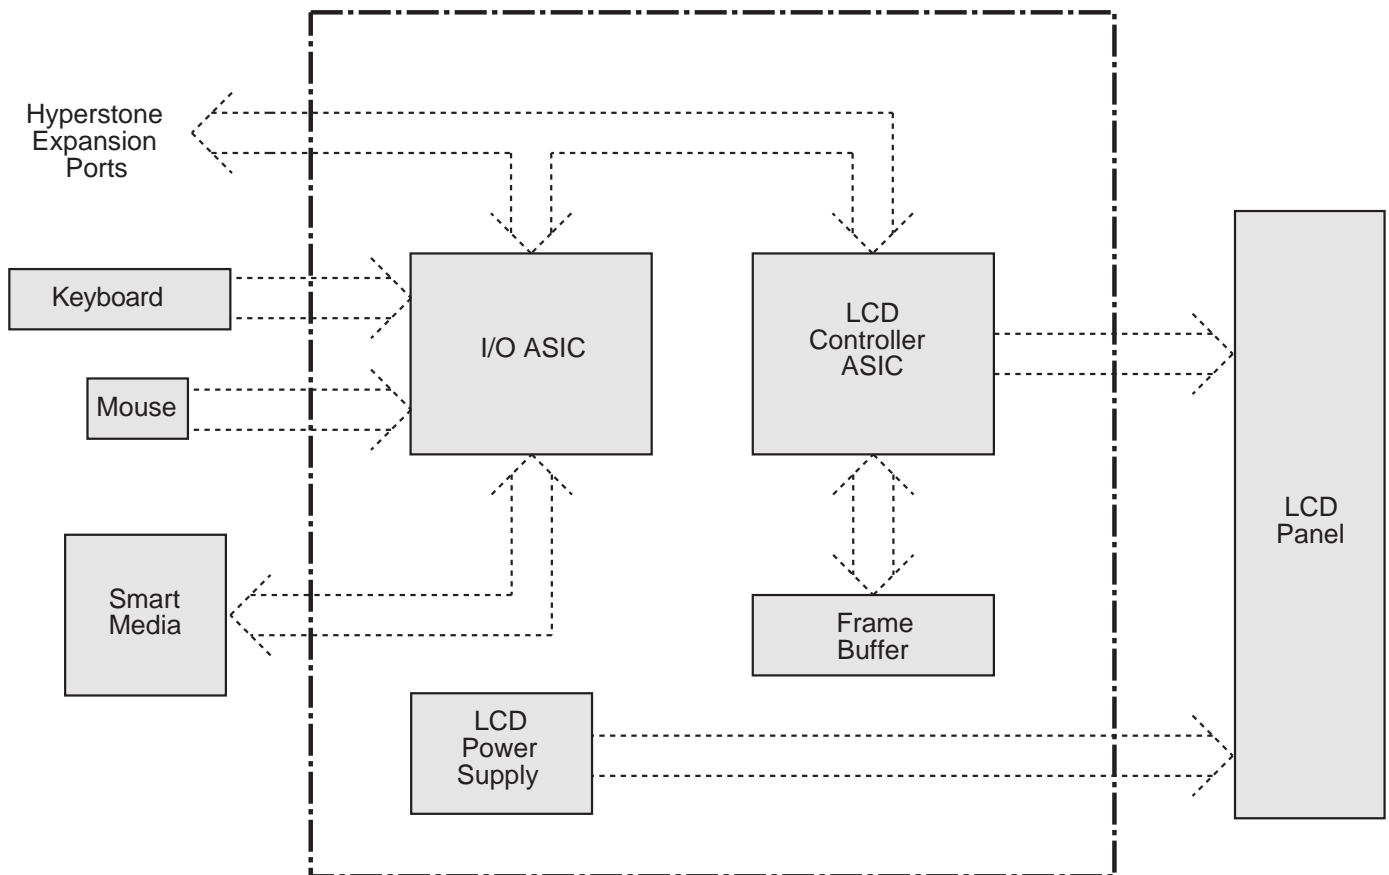 Hyperstone
Expansion
Ports
Keyboard
I/O ASIC
LCD
Controller
ASIC
Mouse
LCD
Panel
Smart
Media
Frame
Buffer
LCD
Power
Supply